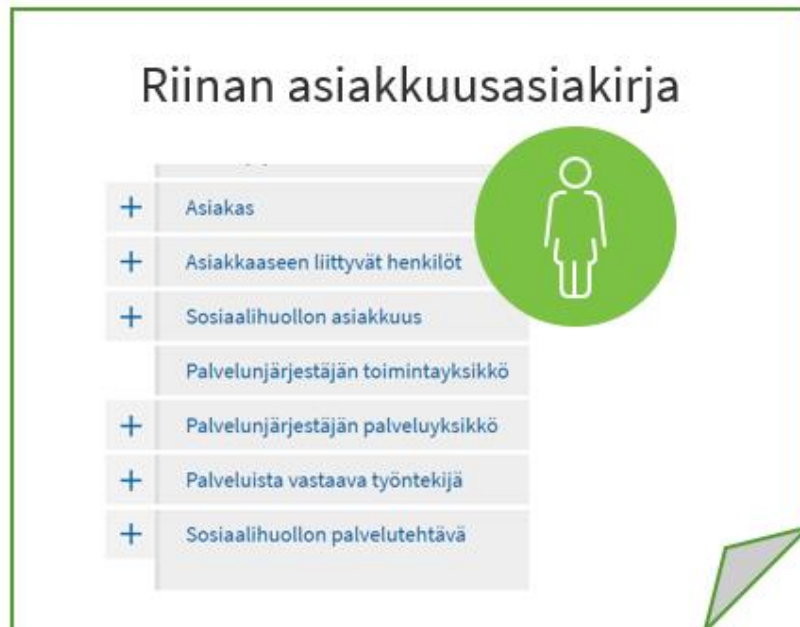 Riinan asiakkuusasiakirja
+ Asiakas
+ Asiakkaaseen liittyvät henkilöt
+ Sosiaalihuollon asiakkuus
Palvelunjärjestäjän toimintayksikkö
+ Palvelunjärjestäjän palveluyksikkö
+ Palveluista vastaava työntekijä
+ Sosiaalihuollon palvelutehtävä